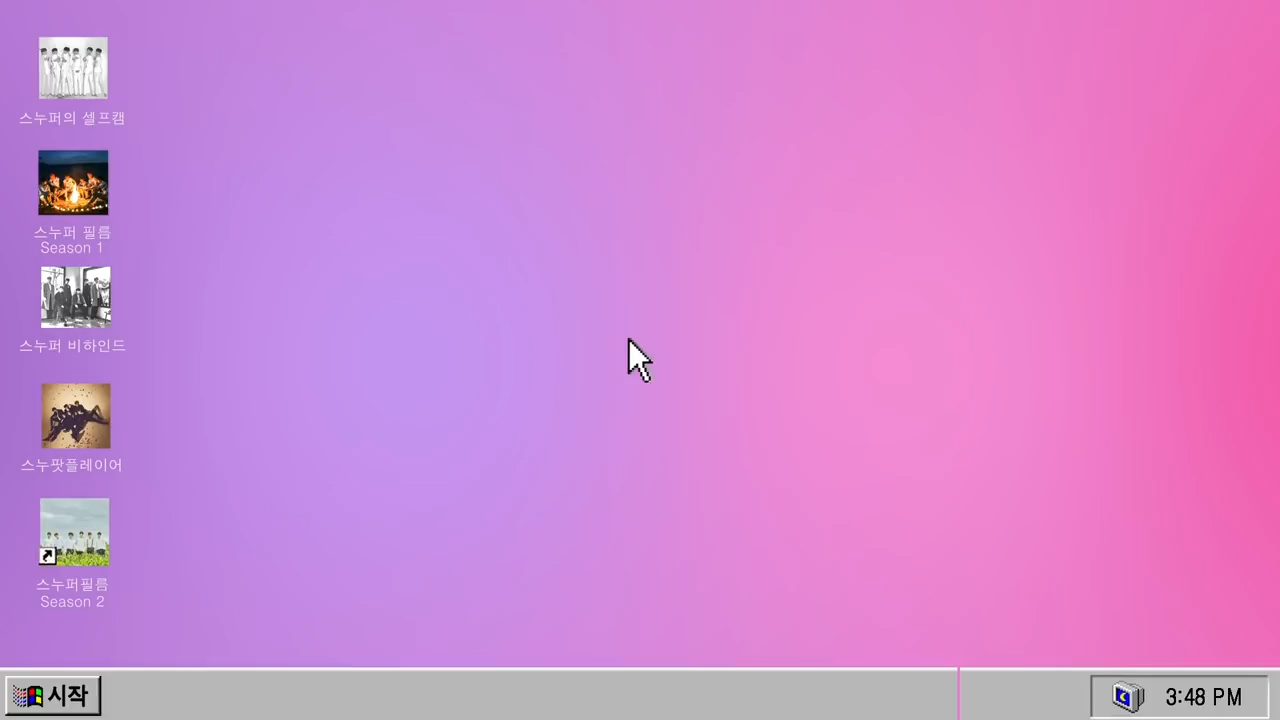 스누퍼의 셀프캠
스누퍼 필름
Season 1
스누퍼 비하인드
스누팟플레이어
스누퍼필름
Season 2
시작
3:48 PM